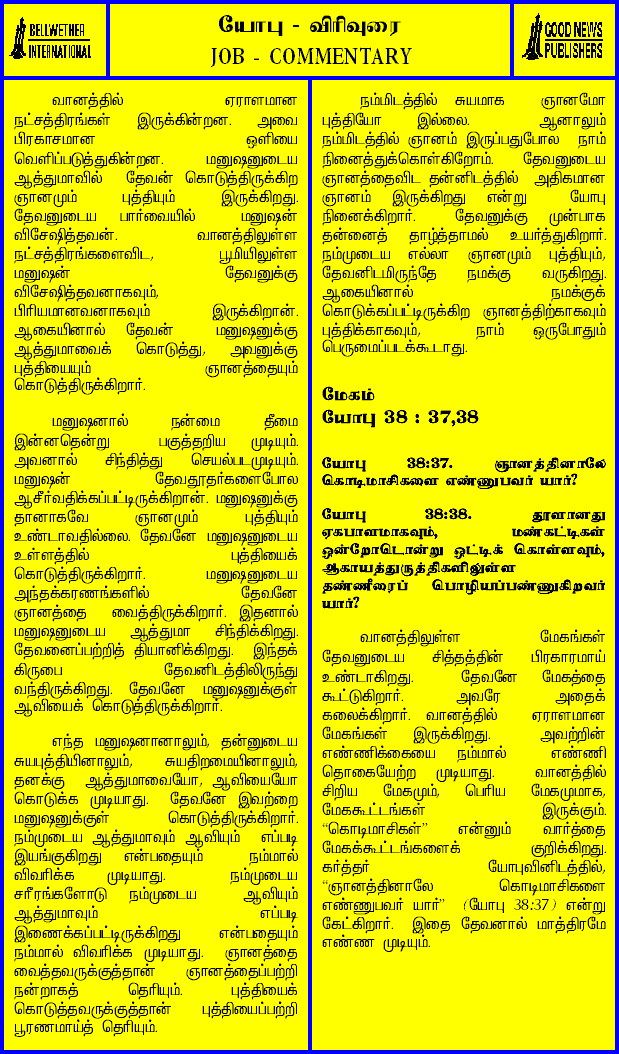 BELLWETHER
INTERNATIONAL
யோபு - விரிவுரை
JOB - COMMENTARY
GOOD NEWS
PUBLISHERS
வானத்தில் ஏராளமான
நட்சத்திரங்கள் இருக்கின்றன. அவை
பிரகாசமான ஒளியை
வெளிப்படுத்துகின்றன. மனுஷனுடைய
ஆத்துமாவில் தேவன் கொடுத்திருக்கிற
ஞானமும் புத்தியும் இருக்கிறது.
தேவனுடைய பார்வையில் மனுஷன்
விசேஷித்தவன். வானத்திலுள்ள
நட்சத்திரங்களைவிட, பூமியிலுள்ள
மனுஷன் தேவனுக்கு
விசேஷித்தவனாகவும்,
பிரியமானவனாகவும் இருக்கிறான்.
ஆகையினால் தேவன் மனுஷனுக்கு
ஆத்துமாவைக் கொடுத்து, அவனுக்கு
புத்தியையும் ஞானத்தையும்
கொடுத்திருக்கிறார்.
மனுஷனால் நன்மை தீமை
இன்னதென்று பகுத்தறிய முடியும்.
அவனால் சிந்தித்து செயல்படமுடியும்.
மனுஷன் தேவதூதர்களைபோல
ஆசீர்வதிக்கப்பட்டிருக்கிறான். மனுஷனுக்கு
தானாகவே ஞானமும் புத்தியும்
உண்டாவதில்லை. தேவனே மனுஷனுடைய
உள்ளத்தில் புத்தியைக்
கொடுத்திருக்கிறார். மனுஷனுடைய
அந்தக்கரணங்களில் தேவனே
ஞானத்தை வைத்திருக்கிறார். இதனால்
மனுஷனுடைய ஆத்துமா சிந்திக்கிறது.
தேவனைப்பற்றித் தியானிக்கிறது. இந்தக்
கிருபை தேவனிடத்திலிருந்து
வந்திருக்கிறது. தேவனே மனுஷனுக்குள்
ஆவியைக் கொடுத்திருக்கிறார்.
எந்த மனுஷனானாலும், தன்னுடைய
சுயபுத்தியினாலும், சுயதிறமையினாலும்,
தனக்கு ஆத்துமாவையோ, ஆவியையோ
கொடுக்க முடியாது. தேவனே இவற்றை
மனுஷனுக்குள் கொடுத்திருக்கிறார்.
நம்முடைய ஆத்துமாவும் ஆவியும் எப்படி
இயங்குகிறது என்பதையும் நம்மால்
விவரிக்க முடியாது. நம்முடைய
சரீரங்களோடு நம்முடைய ஆவியும்
ஆத்துமாவும் எப்படி
இணைக்கப்பட்டிருக்கிறது என்பதையும்
நம்மால் விவரிக்க முடியாது. ஞானத்தை
வைத்தவருக்குத்தான் ஞானத்தைப்பற்றி
நன்றாகத் தெரியும். புத்தியைக்
கொடுத்தவருக்குத்தான் புத்தியைப்பற்றி
பூரணமாய்த் தெரியும்.
நம்மிடத்தில் சுயமாக ஞானமோ
புத்தியோ இல்லை. ஆனாலும்
நம்மிடத்தில் ஞானம் இருப்பதுபோல நாம்
நினைத்துக்கொள்கிறோம். தேவனுடைய
ஞானத்தைவிட தன்னிடத்தில் அதிகமான
ஞானம் இருக்கிறது என்று யோபு
நினைக்கிறார். தேவனுக்கு முன்பாக
தன்னைத் தாழ்த்தாமல் உயர்த்துகிறார்.
நம்முடைய எல்லா ஞானமும் புத்தியும்,
தேவனிடமிருந்தே நமக்கு வருகிறது.
ஆகையினால் நமக்குக்
கொடுக்கப்பட்டிருக்கிற ஞானத்திற்காகவும்
புத்திக்காகவும், நாம் ஒருபோதும்
பெருமைப்படக்கூடாது.
மேகம்
யோபு 38 : 37,38
யோபு 38:37. ஞானத்தினாலே
கொடிமாசிகளை எண்ணுபவர் யார்?
யோபு 38:38. தூளானது
ஏகபாளமாகவும், மண்கட்டிகள்
ஒன்றோடொன்று ஒட்டிக் கொள்ளவும்,
ஆகாயத்துருத்திகளிலுள்ள
தண்ணீரைப் பொழியப்பண்ணுகிறவர்
யார்?
வானத்திலுள்ள மேகங்கள்
தேவனுடைய சித்தத்தின் பிரகாரமாய்
உண்டாகிறது. தேவனே மேகத்தை
கூட்டுகிறார். அவரே அதைக்
கலைக்கிறார். வானத்தில் ஏராளமான
மேகங்கள் இருக்கிறது. அவற்றின்
எண்ணிக்கையை நம்மால் எண்ணி
தொகையேற்ற முடியாது. வானத்தில்
சிறிய மேகமும், பெரிய மேகமுமாக,
மேககூட்டங்கள் இருக்கும்.
“கொடிமாசிகள்” என்னும் வார்த்தை
மேகக்கூட்டங்களைக் குறிக்கிறது.
கர்த்தர் யோபுவினிடத்தில்,
“ஞானத்தினாலே கொடிமாசிகளை
எண்ணுபவர் யார்” (யோபு 38:37) என்று
கேட்கிறார். இதை தேவனால் மாத்திரமே
எண்ண முடியும்.